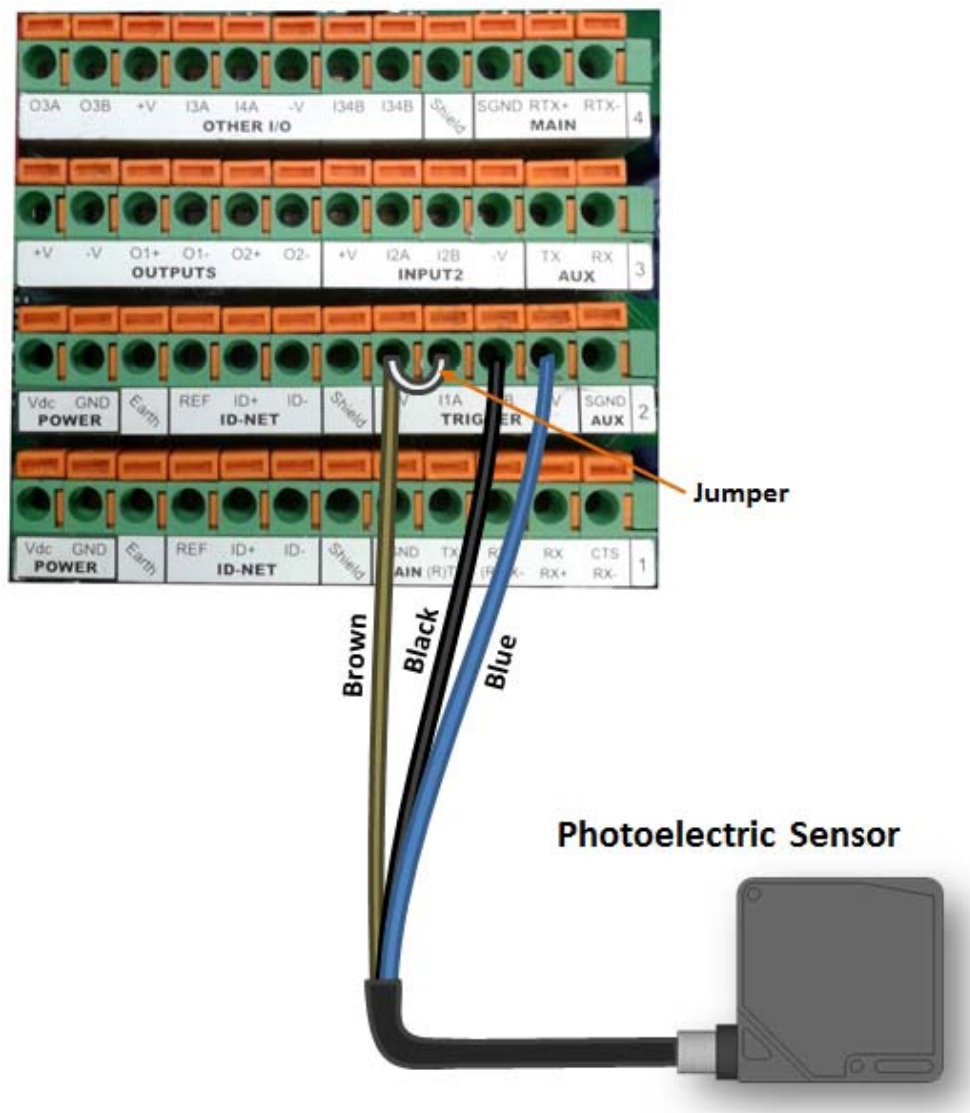 O3A O3B +V I3A I4A -V I34B I34B Shield SGND RTX+ RTX-
OTHER I/O MAIN 4
+V -V O1+ O1- O2+ O2- +V I2A I2B -V TX RX
OUTPUTS INPUT2 AUX 3
Vdc GND Earth REF ID+ ID- Shield V I1A B V SGND
POWER ID-NET TRIGGER AUX 2
Jumper
Vdc GND Earth REF ID+ ID- Shield GND TX RX CTS
POWER ID-NET AIN RX+ RX- 1
Brown
Black
Blue
Photoelectric Sensor